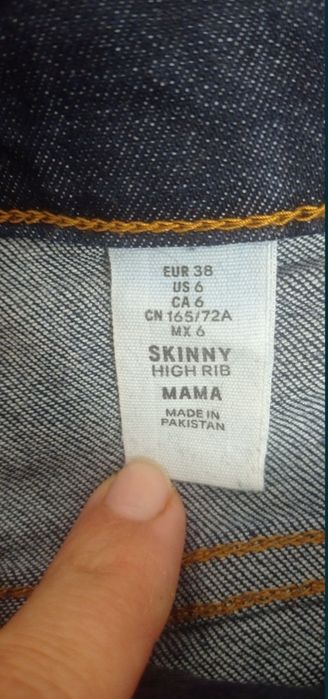 EUR 38
US 6
CA 6
CN 165/72A
MX 6
SKINNY
HIGH RIB
MAMA
MADE IN
PAKISTAN